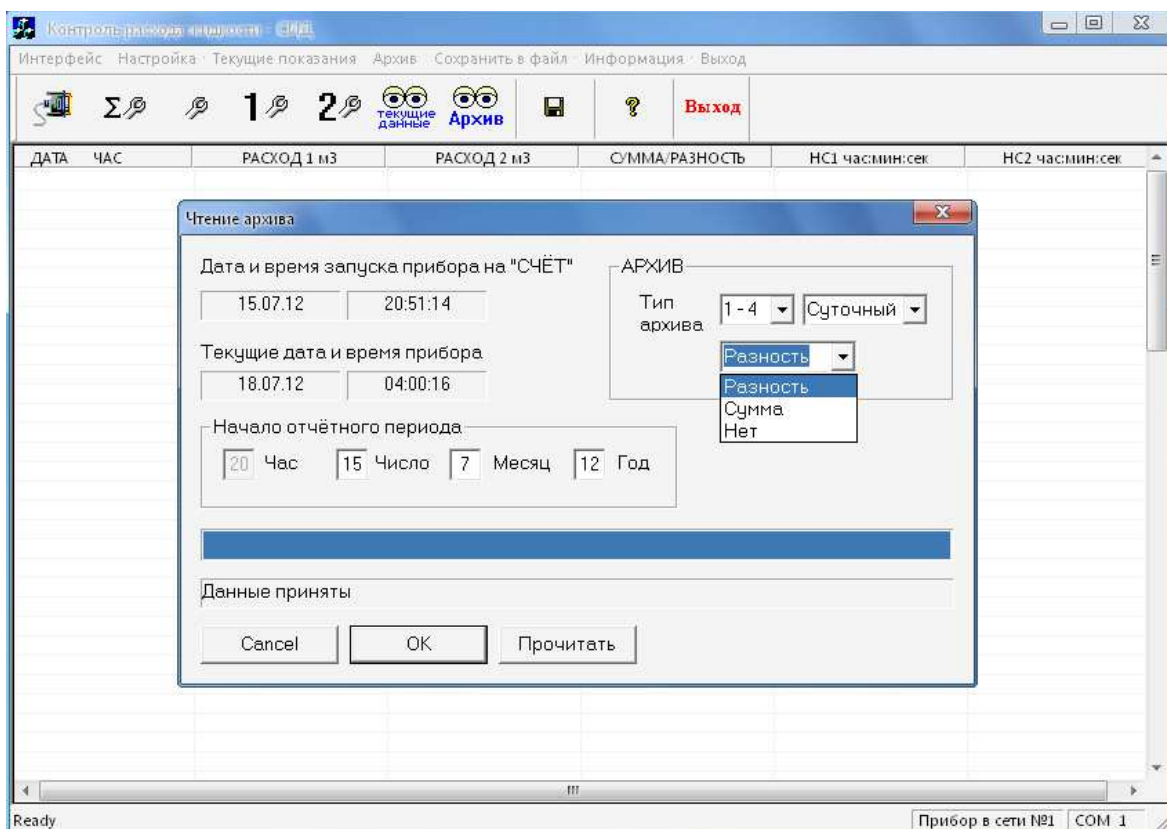 Контроль расхода жидкости - СИД
Интерфейс Настройка Текущие показания Архив Сохранить в файл Информация Выход
Σ 1 2 текущие данные Архив ? Выход
ДАТА ЧАС РАСХОД 1 м3 РАСХОД 2 м3 СУММА/РАЗНОСТЬ НС1 час:мин:сек НС2 час:мин:сек
Чтение архива
Дата и время запуска прибора на "СЧЁТ"
15.07.12 20:51:14
Текущие дата и время прибора
18.07.12 04:00:16
АРХИВ
Тип архива 1 - 4 Суточный
Разность
Разность
Сумма
Нет
Начало отчётного периода
20 Час 15 Число 7 Месяц 12 Год
Данные приняты
Cancel OK Прочитать
Ready Прибор в сети №1 COM 1